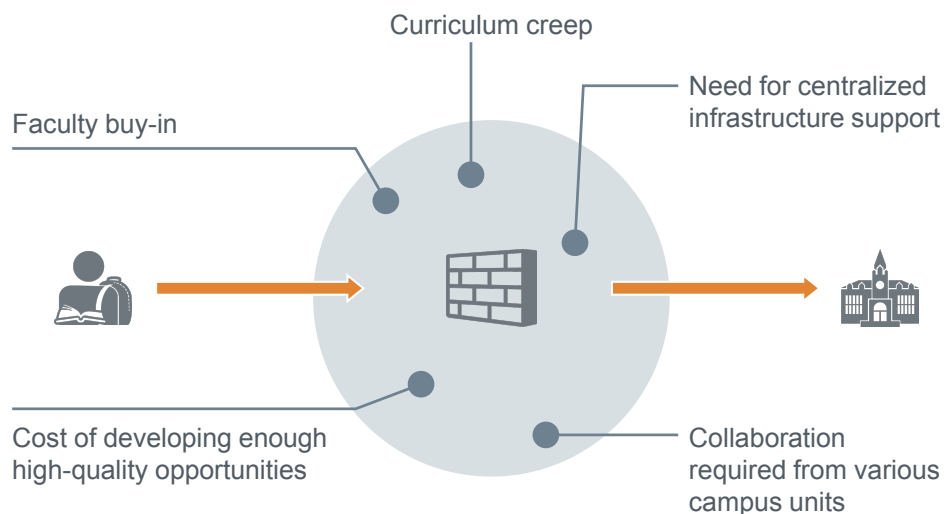 Curriculum creep
Need for centralized
infrastructure support
Faculty buy-in
Cost of developing enough
high-quality opportunities
Collaboration
required from various
campus units